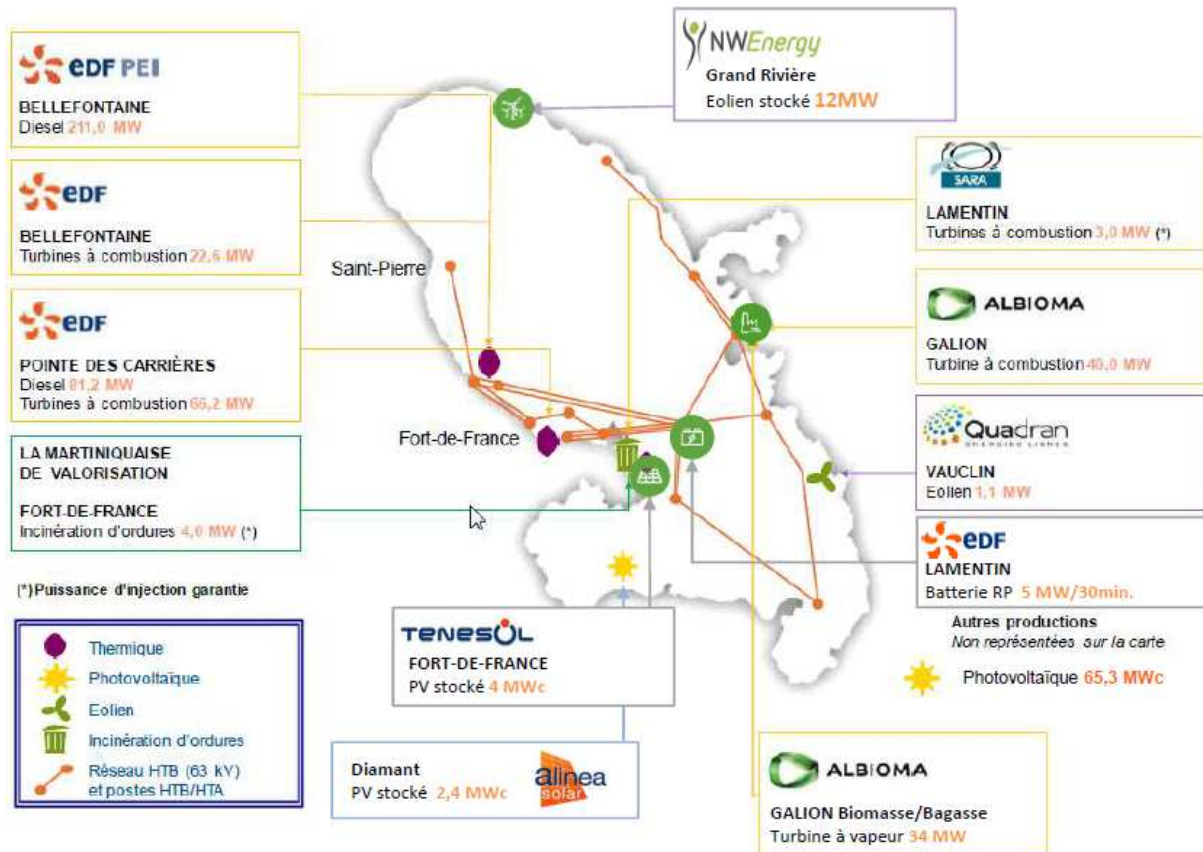 eDF PEI
BELLEFONTAINE
Diesel 211,0 MW
eDF
BELLEFONTAINE
Turbines à combustion 22,6 MW
eDF
POINTE DES CARRIÈRES
Diesel 81,2 MW
Turbines à combustion 66,2 MW
LA MARTINIQUAISE
DE VALORISATION
FORT-DE-FRANCE
Incinération d'ordures 4,0 MW (*)
(*)Puissance d'injection garantie
Thermique
Photovoltaïque
Eolien
Incinération d'ordures
Réseau HTB (63 kV)
et postes HTB/HTA
NWEnergy
Grand Rivière
Eolien stocké 12MW
Saint-Pierre
Fort-de-France
TENESOL
FORT-DE-FRANCE
PV stocké 4 MWc
Diamant
PV stocké 2,4 MWc
alinea
solar
SARA
LAMENTIN
Turbines à combustion 3,0 MW (*)
ALBIOMA
GALION
Turbine à combustion 40,0 MW
Quadran
ENERGIES LIBRES
VAUCLIN
Eolien 1,1 MW
eDF
LAMENTIN
Batterie RP 5 MW/30min.
Autres productions
Non représentées sur la carte
Photovoltaïque 65,3 MWc
ALBIOMA
GALION Biomasse/Bagasse
Turbine à vapeur 34 MW